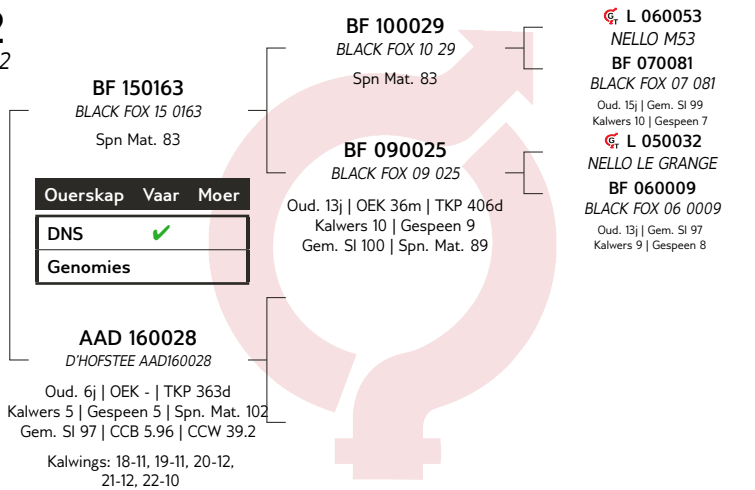 2
2
BF 150163
BLACK FOX 15 0163
Spn Mat. 83
BF 100029
BLACK FOX 10 29
Spn Mat. 83
L 060053
NELLO M53
BF 070081
BLACK FOX 07 081
Oud. 15j | Gem. SI 99
Kalwers 10 | Gespeen 7
BF 090025
BLACK FOX 09 025
Oud. 13j | OEK 36m | TKP 406d
Kalwers 10 | Gespeen 9
Gem. SI 100 | Spn. Mat. 89
L 050032
NELLO LE GRANGE
BF 060009
BLACK FOX 06 0009
Oud. 13j | Gem. SI 97
Kalwers 9 | Gespeen 8
Ouerskap Vaar Moer
DNS ✔
Genomies
AAD 160028
D'HOFSTEE AAD160028
Oud. 6j | OEK - | TKP 363d
Kalwers 5 | Gespeen 5 | Spn. Mat. 102
Gem. SI 97 | CCB 5.96 | CCW 39.2
Kalwings: 18-11, 19-11, 20-12,
21-12, 22-10